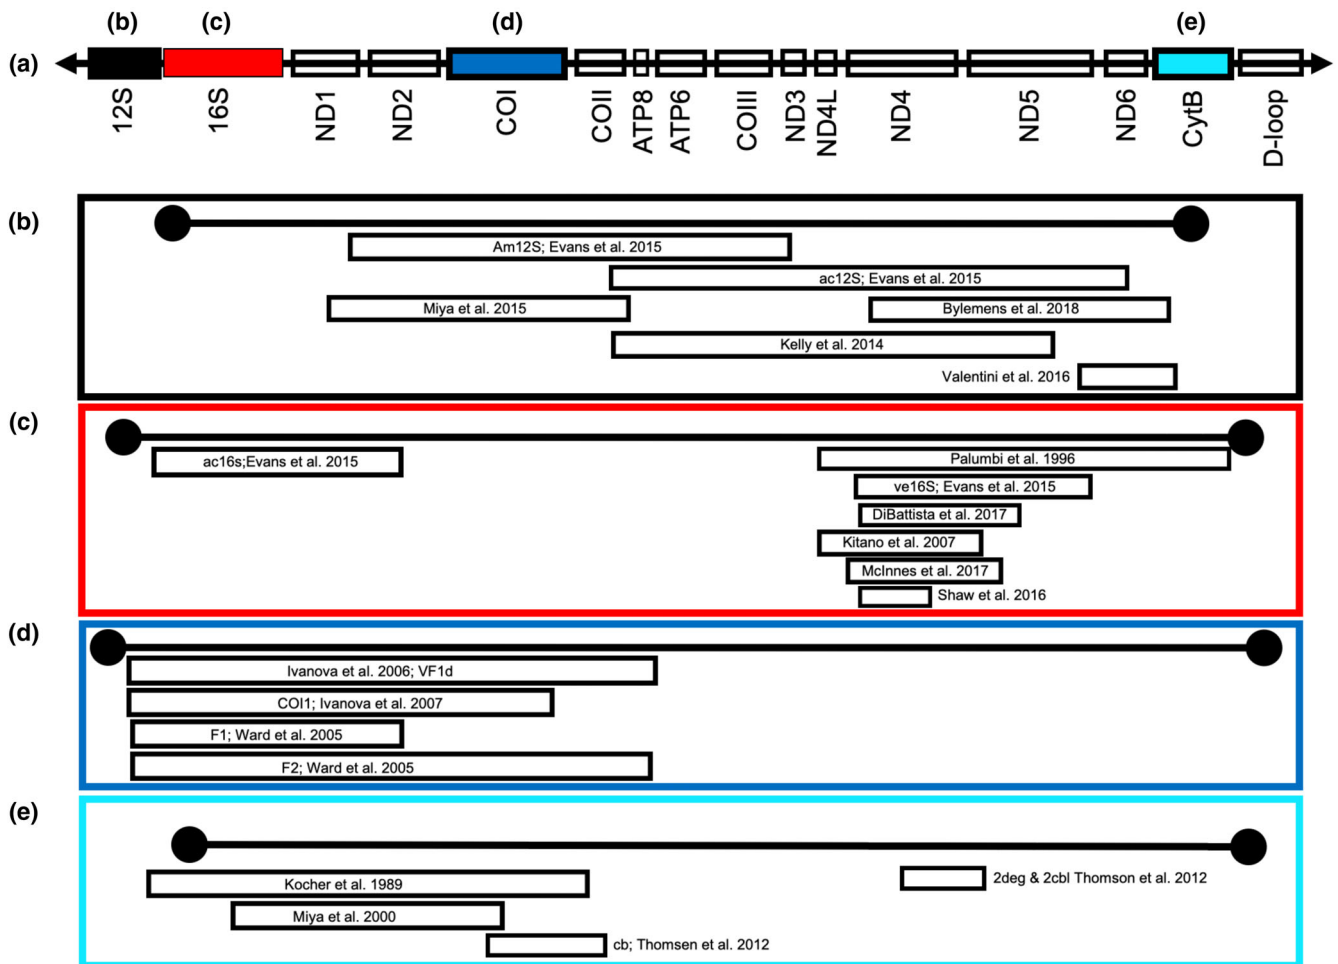 (b) (c) (d) (e)
(a)
12S 16S ND1 ND2 COI COII ATP8 ATP6 COIII ND3 ND4L ND4 ND5 ND6 CytB D-loop
(b)
Am12S; Evans et al. 2015
ac12S; Evans et al. 2015
Miya et al. 2015 Bylemens et al. 2018
Kelly et al. 2014
Valentini et al. 2016
(c)
ac16s;Evans et al. 2015 Palumbi et al. 1996
ve16S; Evans et al. 2015
DiBattista et al. 2017
Kitano et al. 2007
McInnes et al. 2017
Shaw et al. 2016
(d)
Ivanova et al. 2006; VF1d
COI1; Ivanova et al. 2007
F1; Ward et al. 2005
F2; Ward et al. 2005
(e)
Kocher et al. 1989 2deg & 2cbl Thomson et al. 2012
Miya et al. 2000
cb; Thomsen et al. 2012